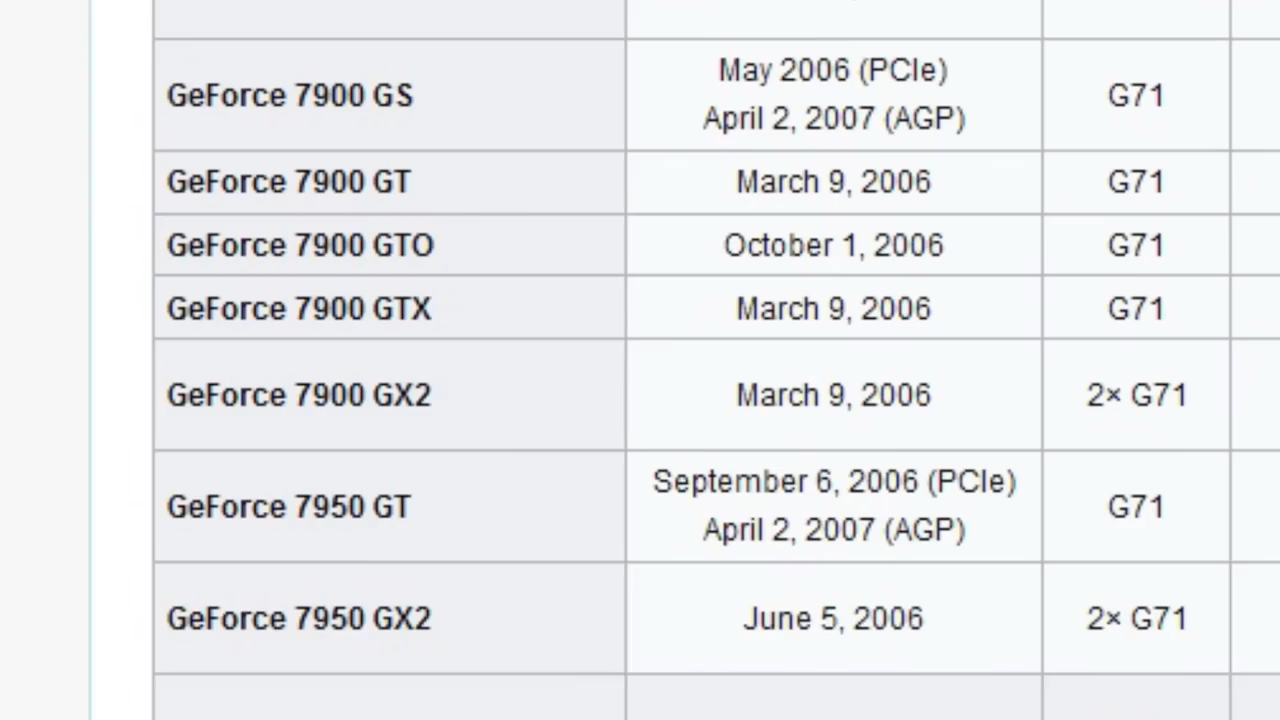 GeForce 7900 GS
May 2006 (PCIe)
April 2, 2007 (AGP)
G71
GeForce 7900 GT
March 9, 2006
G71
GeForce 7900 GTO
October 1, 2006
G71
GeForce 7900 GTX
March 9, 2006
G71
GeForce 7900 GX2
March 9, 2006
2× G71
GeForce 7950 GT
September 6, 2006 (PCIe)
April 2, 2007 (AGP)
G71
GeForce 7950 GX2
June 5, 2006
2× G71